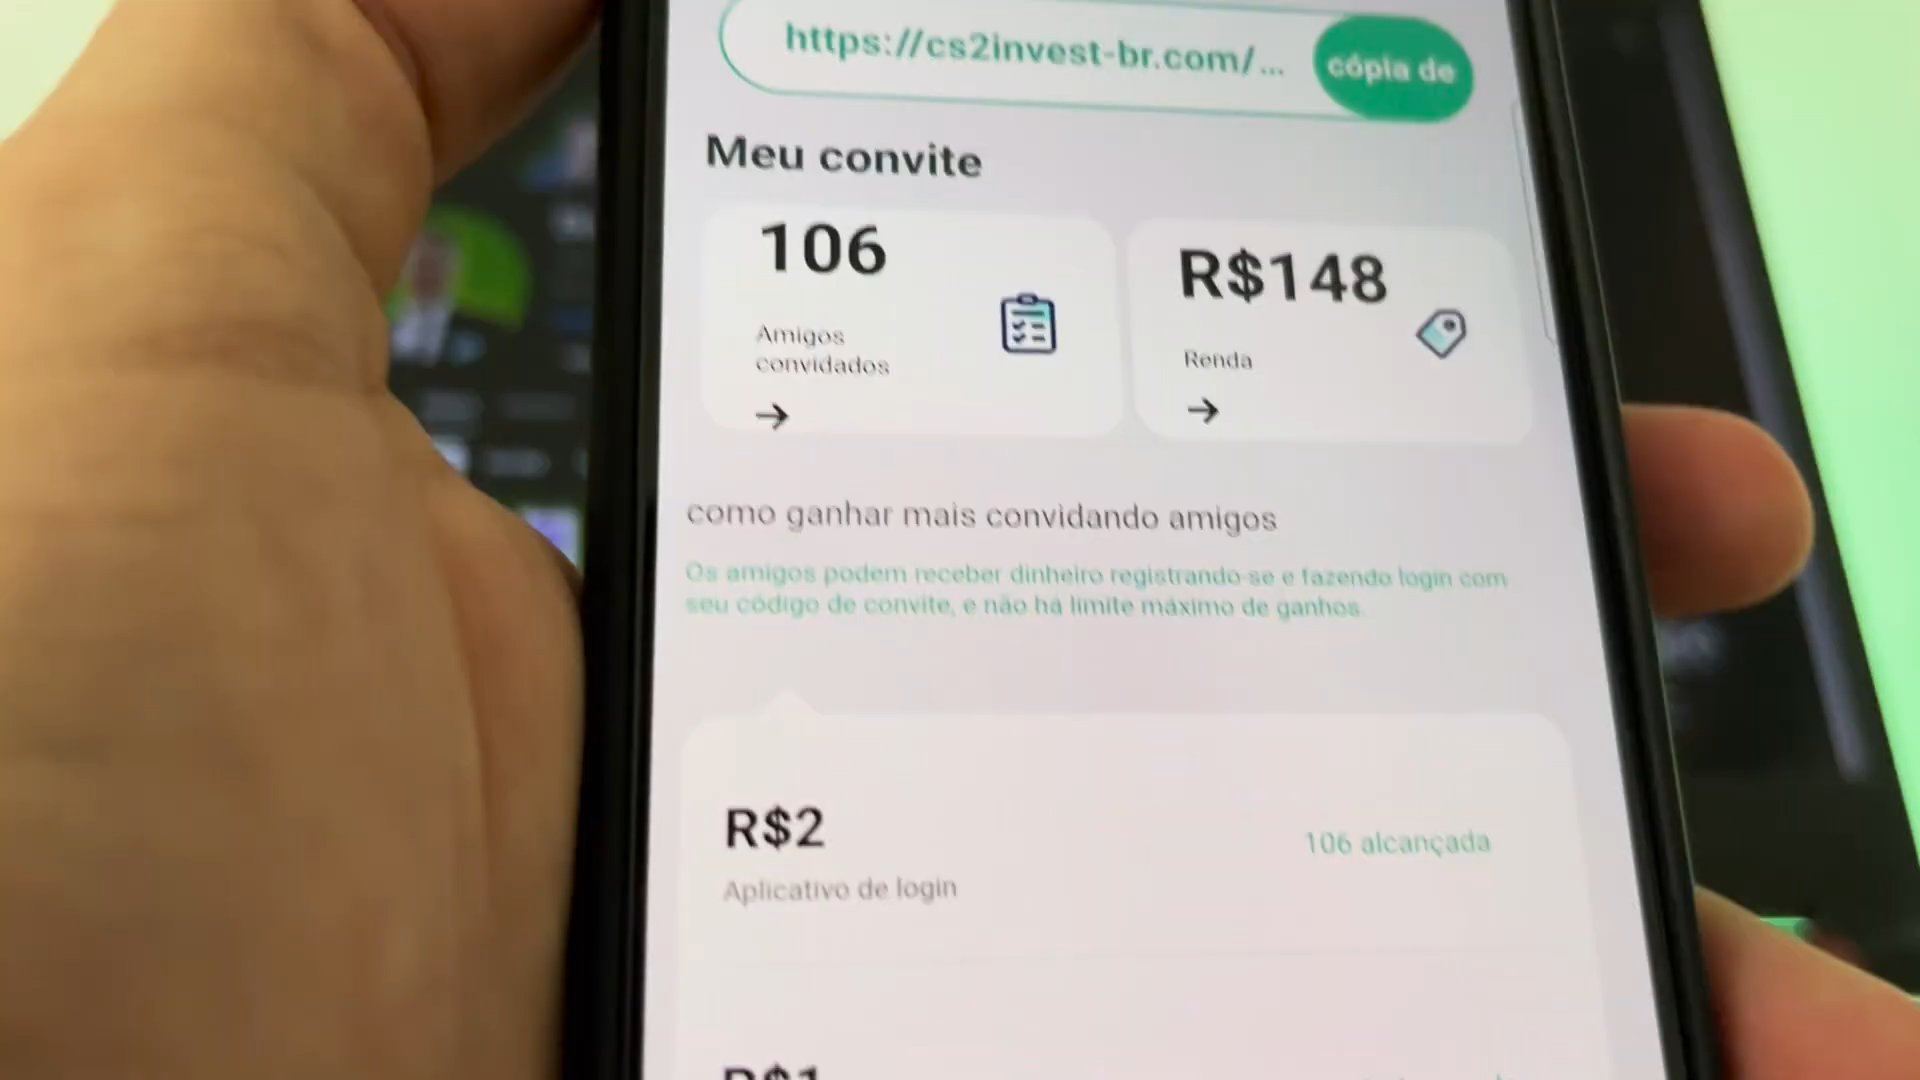 https://cs2invest-br.com/...
cópia de
Meu convite
106
R$148
Amigos
convidados
Renda
como ganhar mais convidando amigos
Os amigos podem receber dinheiro registrando-se e fazendo login com
seu código de convite, e não há limite máximo de ganhos.
R$2
106 alcançada
Aplicativo de login
R$1